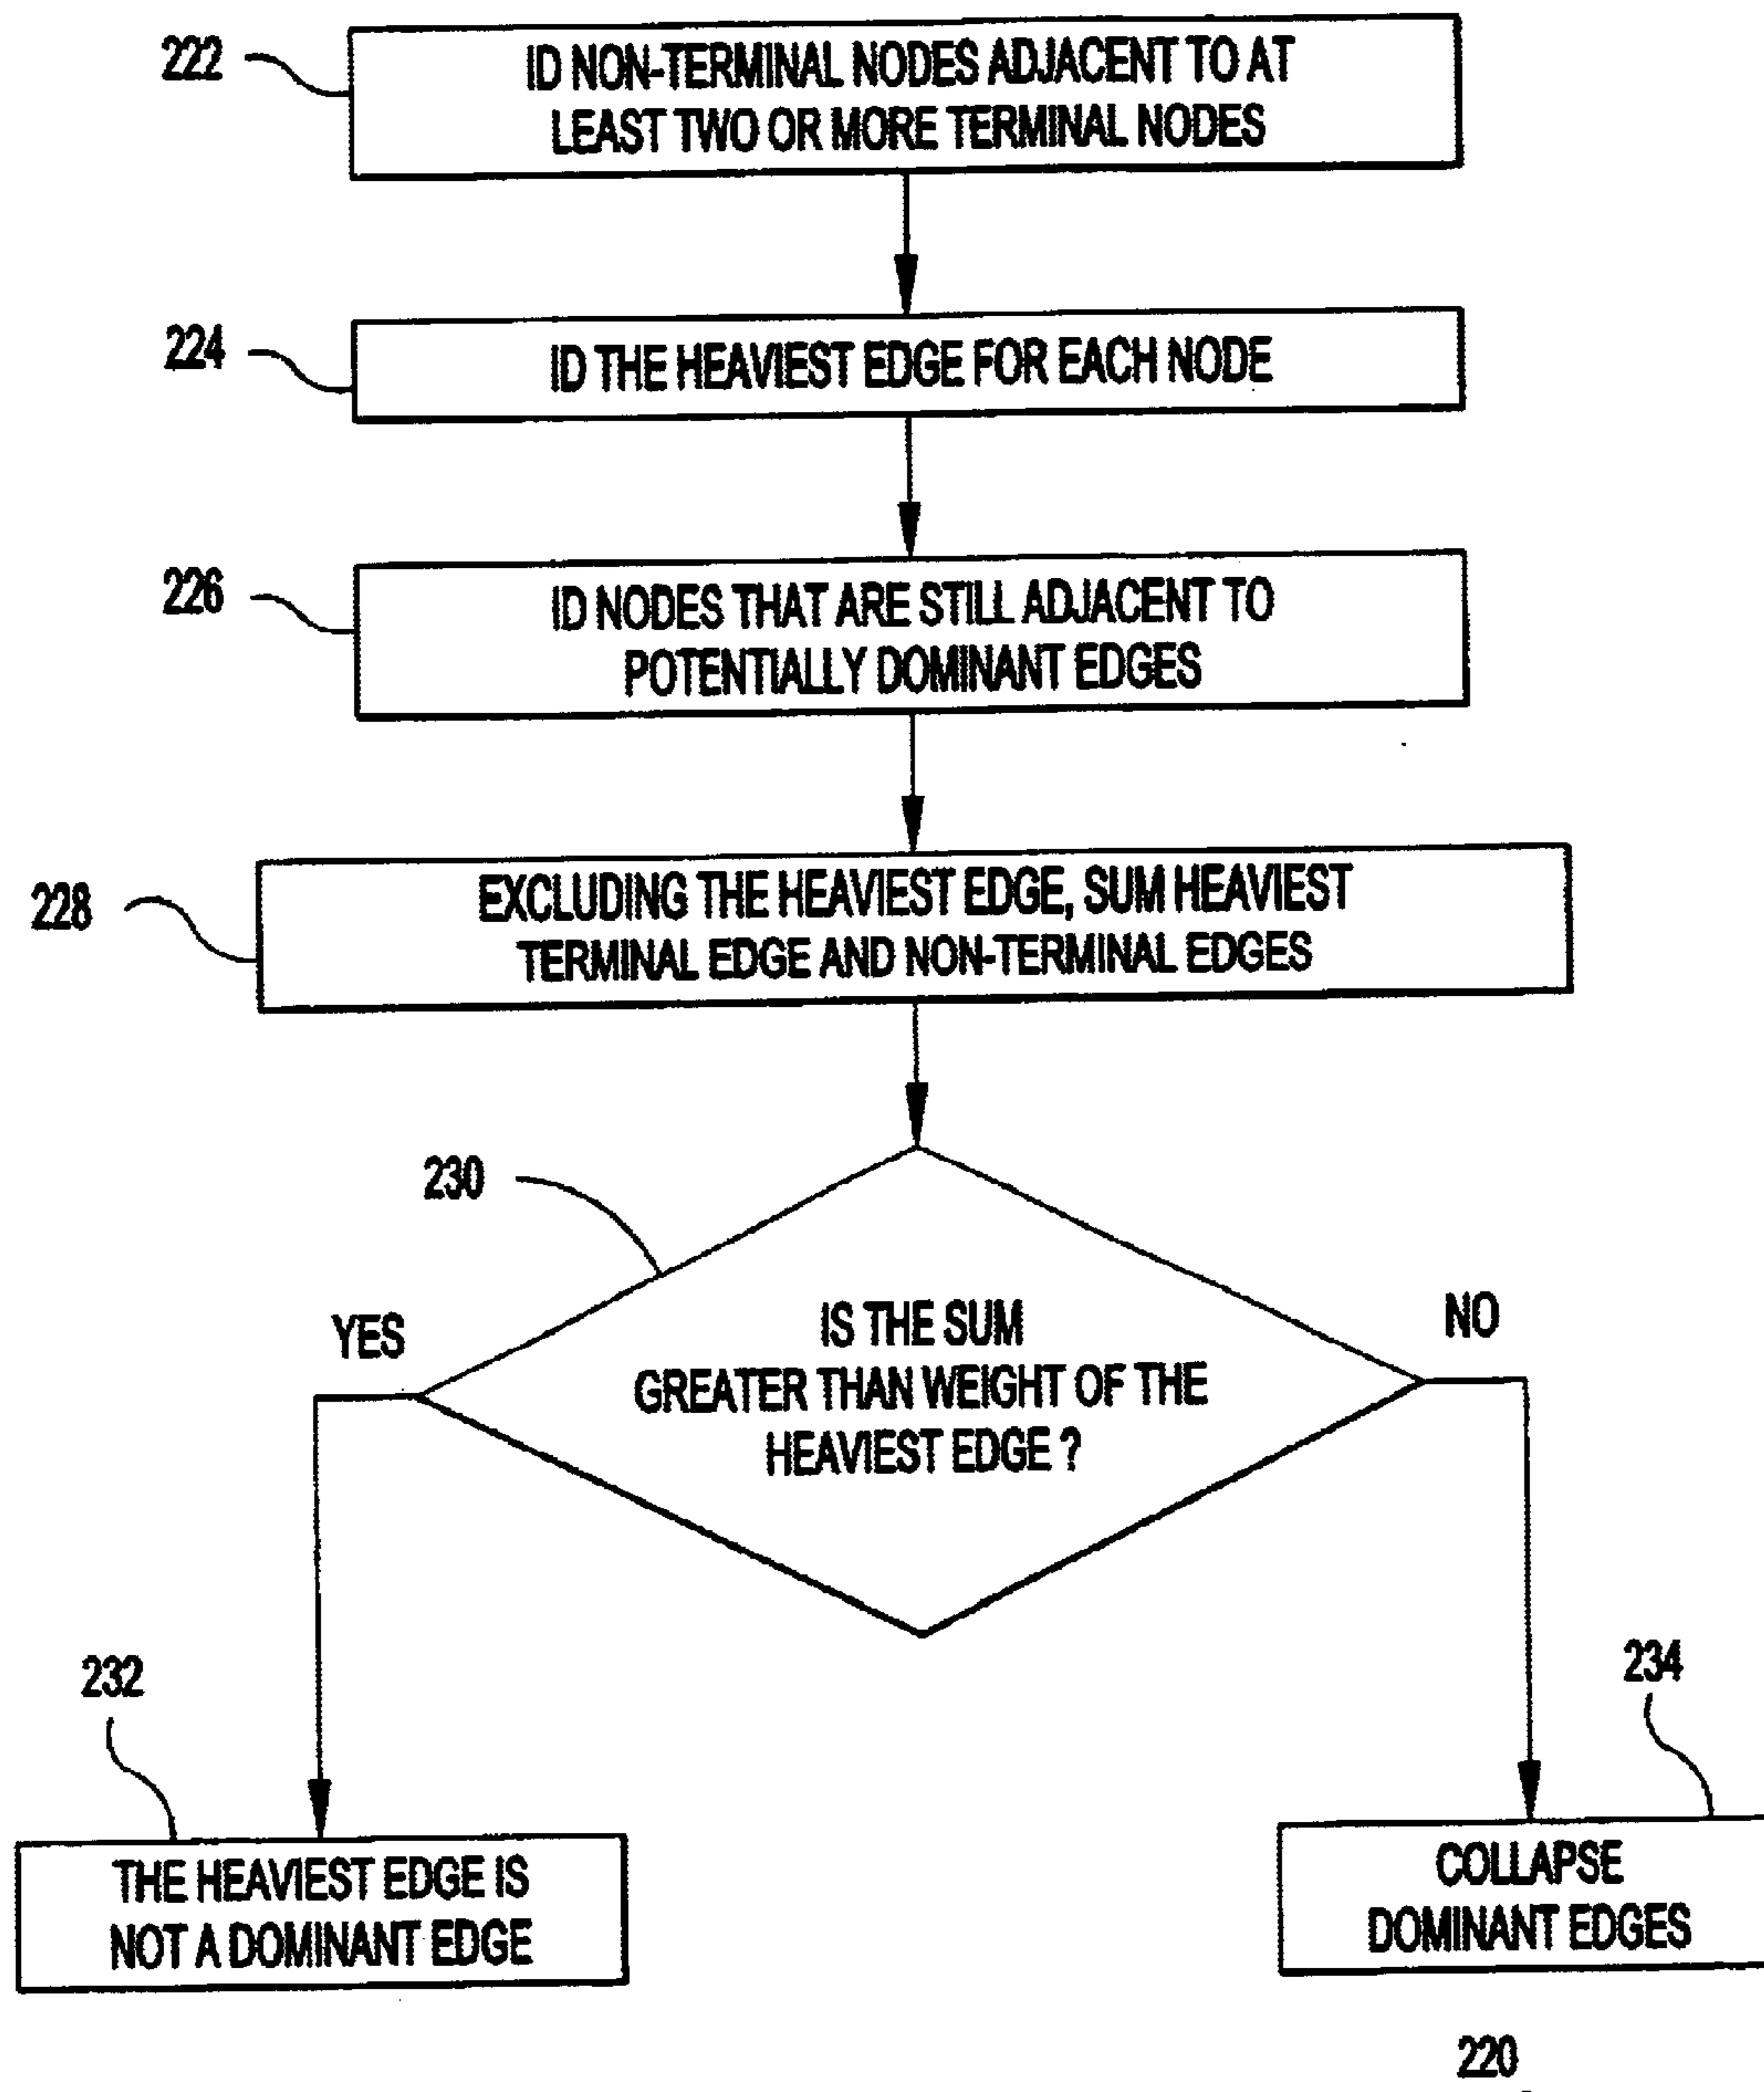 222
ID NON-TERMINAL NODES ADJACENT TO AT
LEAST TWO OR MORE TERMINAL NODES
224
ID THE HEAVIEST EDGE FOR EACH NODE
226
ID NODES THAT ARE STILL ADJACENT TO
POTENTIALLY DOMINANT EDGES
228
EXCLUDING THE HEAVIEST EDGE, SUM HEAVIEST
TERMINAL EDGE AND NON-TERMINAL EDGES
230
YES
NO
IS THE SUM
GREATER THAN WEIGHT OF THE
HEAVIEST EDGE ?
232
THE HEAVIEST EDGE IS
NOT A DOMINANT EDGE
234
COLLAPSE
DOMINANT EDGES
220